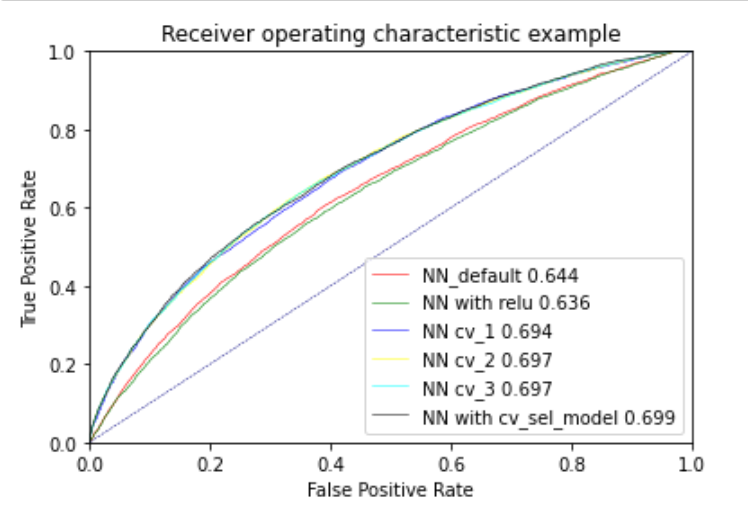 Receiver operating characteristic example
True Positive Rate
1.0
0.8
0.6
0.4
0.2
0.0
NN_default 0.644
NN with relu 0.636
NN cv_1 0.694
NN cv_2 0.697
NN cv_3 0.697
NN with cv_sel_model 0.699
0.0 0.2 0.4 0.6 0.8 1.0
False Positive Rate